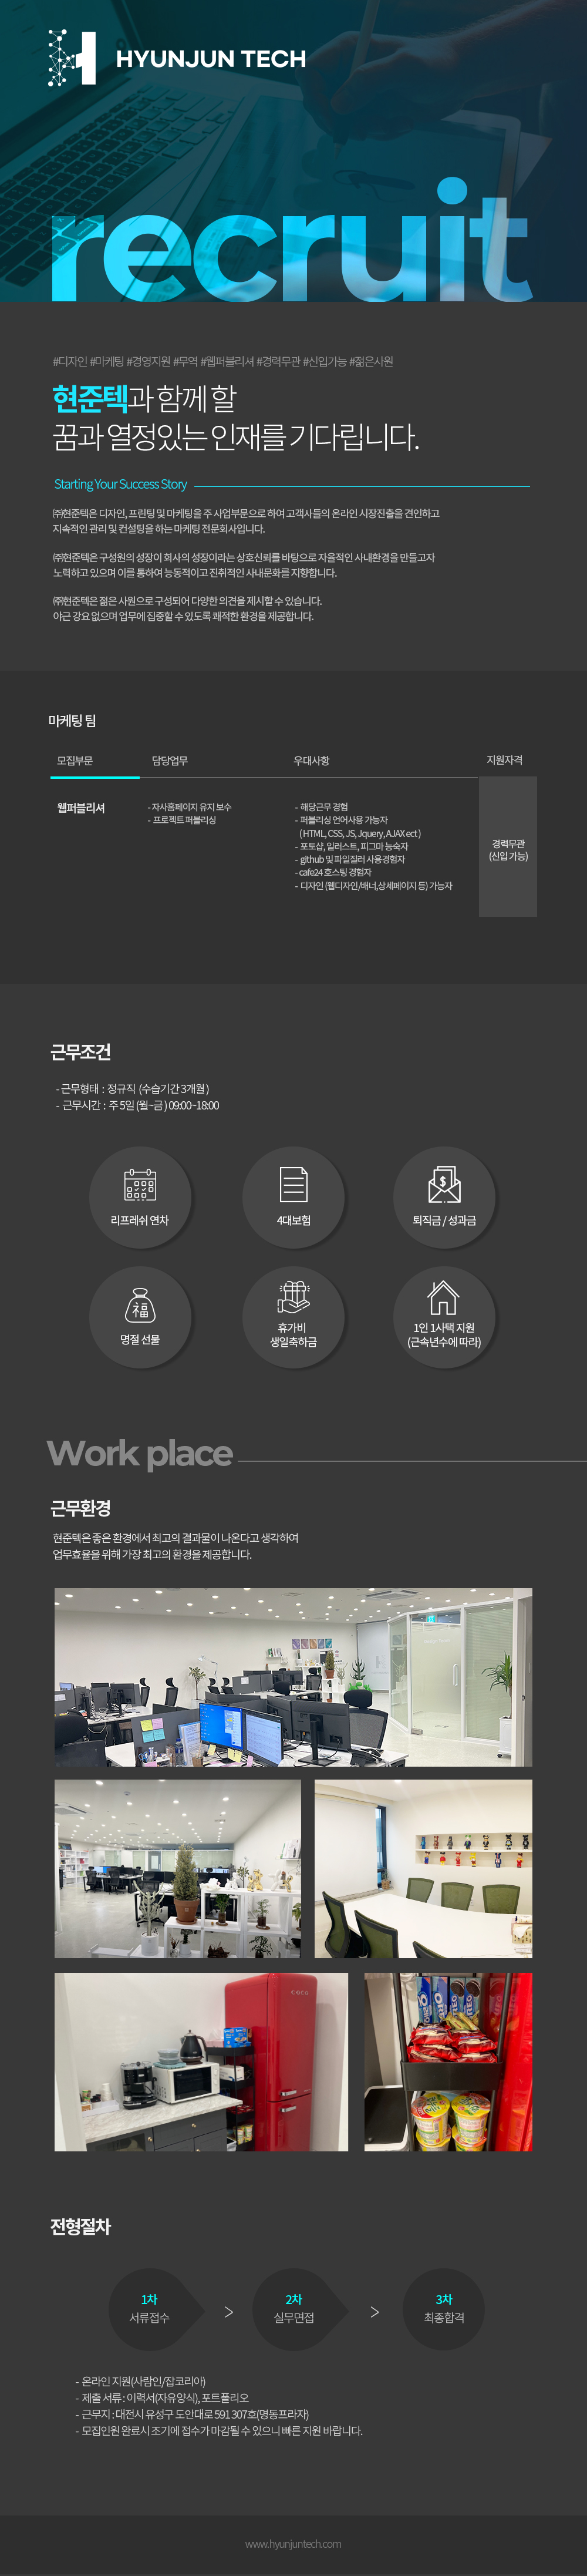 HYUNJUN TECH
recruit
#디자인 #마케팅 #경영지원 #무역 #웹퍼블리셔 #경력무관 #신입가능 #젊은사원
현준텍과 함께 할
꿈과 열정있는 인재를 기다립니다.
Starting Your Success Story
㈜현준텍은 디자인, 프린팅 및 마케팅을 주 사업부문으로 하여 고객사들의 온라인 시장진출을 견인하고
지속적인 관리 및 컨설팅을 하는 마케팅 전문회사입니다.
㈜현준텍은 구성원의 성장이 회사의 성장이라는 상호신뢰를 바탕으로 자율적인 사내환경을 만들고자
노력하고 있으며 이를 통하여 능동적이고 진취적인 사내문화를 지향합니다.
㈜현준텍은 젊은 사원으로 구성되어 다양한 의견을 제시할 수 있습니다.
야근 강요 없으며 업무에 집중할 수 있도록 쾌적한 환경을 제공합니다.
마케팅 팀
모집부문 담당업무 우대사항 지원자격
웹퍼블리셔
- 자사홈페이지 유지 보수
- 프로젝트 퍼블리싱
- 해당근무 경험
- 퍼블리싱 언어사용 가능자
( HTML, CSS, JS, Jquery, AJAX ect )
- 포토샵, 일러스트, 피그마 능숙자
- github 및 파일질러 사용경험자
- cafe24 호스팅 경험자
- 디자인 (웹디자인/배너,상세페이지 등) 가능자
경력무관
(신입 가능)
근무조건
- 근무형태 : 정규직 (수습기간 3개월 )
- 근무시간 : 주 5일 (월~금 ) 09:00~18:00
리프레쉬 연차
4대보험
$
퇴직금 / 성과금
福
명절 선물
휴가비
생일축하금
1인 1사택 지원
(근속년수에 따라)
Work place
근무환경
현준텍은 좋은 환경에서 최고의 결과물이 나온다고 생각하여
업무효율을 위해 가장 최고의 환경을 제공합니다.
전형절차
1차
서류접수
>
2차
실무면접
>
3차
최종합격
- 온라인 지원(사람인/잡코리아)
- 제출 서류 : 이력서(자유양식), 포트폴리오
- 근무지 : 대전시 유성구 도안대로 591 307호(명동프라자)
- 모집인원 완료시 조기에 접수가 마감될 수 있으니 빠른 지원 바랍니다.
www.hyunjuntech.com